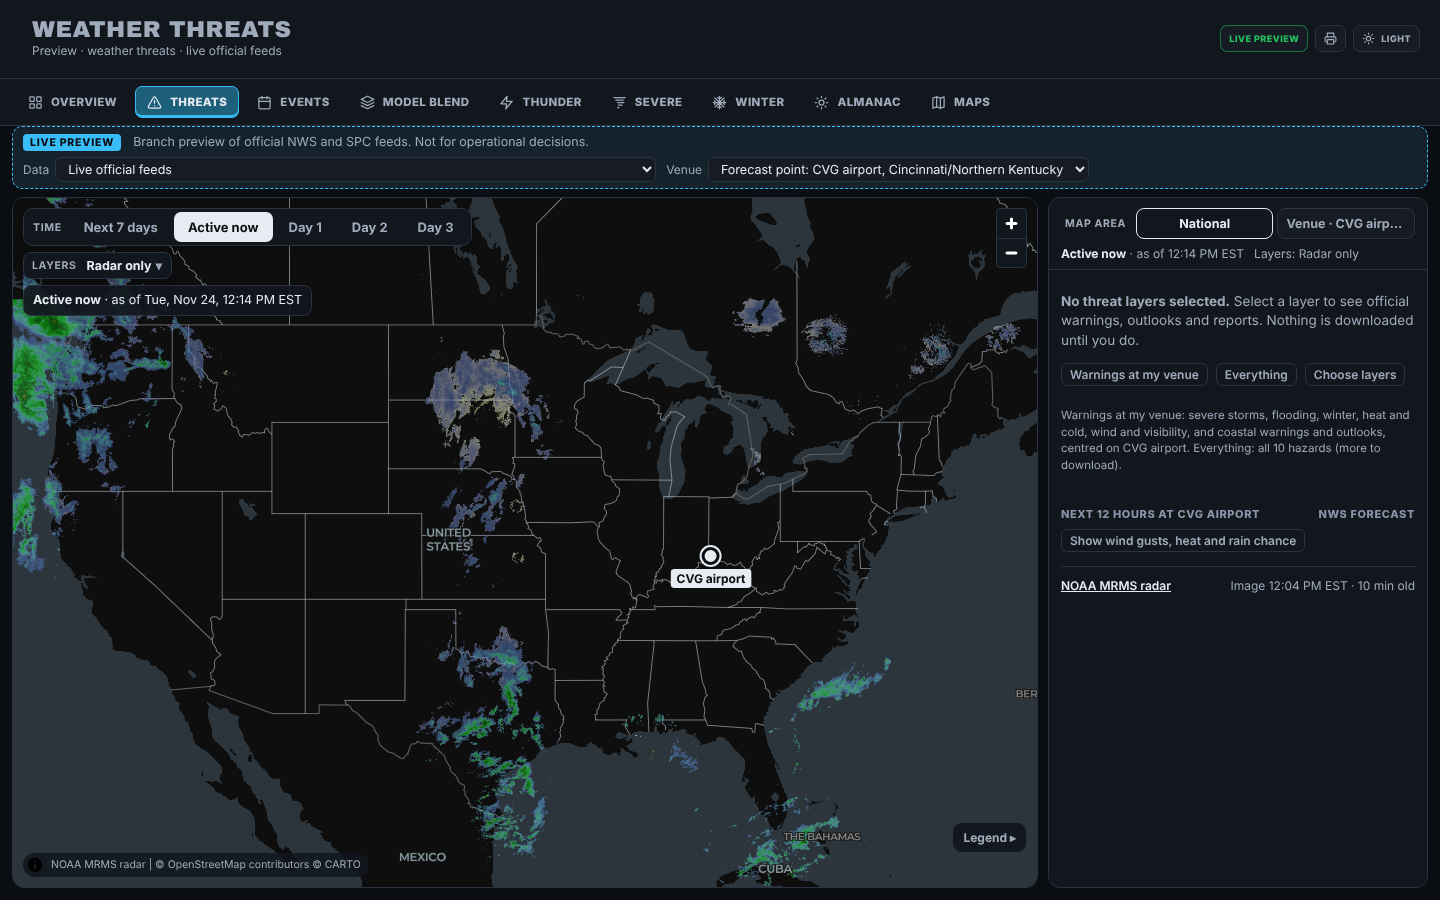 WEATHER THREATS
Preview · weather threats · live official feeds
LIVE PREVIEW
LIGHT
OVERVIEW
THREATS
EVENTS
MODEL BLEND
THUNDER
SEVERE
WINTER
ALMANAC
MAPS
LIVE PREVIEW Branch preview of official NWS and SPC feeds. Not for operational decisions.
Data Live official feeds Venue Forecast point: CVG airport, Cincinnati/Northern Kentucky
TIME Next 7 days Active now Day 1 Day 2 Day 3
LAYERS Radar only ▾
Active now · as of Tue, Nov 24, 12:14 PM EST
+
−
UNITED
STATES
CVG airport
BER
THE BAHAMAS
MEXICO
CUBA
Legend ▸
NOAA MRMS radar | © OpenStreetMap contributors © CARTO
MAP AREA National Venue · CVG airp...
Active now · as of 12:14 PM EST Layers: Radar only
No threat layers selected. Select a layer to see official
warnings, outlooks and reports. Nothing is downloaded
until you do.
Warnings at my venue Everything Choose layers
Warnings at my venue: severe storms, flooding, winter, heat and
cold, wind and visibility, and coastal warnings and outlooks,
centred on CVG airport. Everything: all 10 hazards (more to
download).
NEXT 12 HOURS AT CVG AIRPORT NWS FORECAST
Show wind gusts, heat and rain chance
NOAA MRMS radar Image 12:04 PM EST · 10 min old